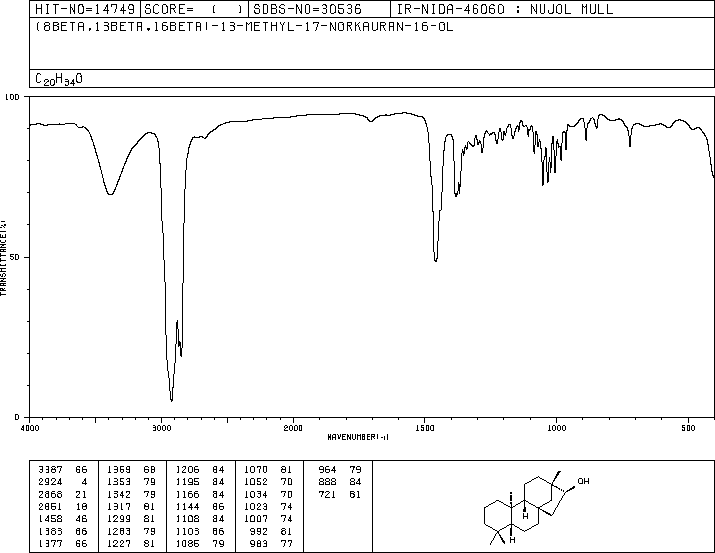 HIT-NO=14749 SCORE= ( ) SDBS-NO=30536 IR-NIDA-46060 : NUJOL MULL
(8BETA,13BETA,16BETA)-13-METHYL-17-NORKAURAN-16-OL
C20H34O
100
50
0
TRANSMITTANCE(%)
4000 3000 2000 1500 1000 500
WAVENUMBER(-1)
3387 66 1369 68 1206 84 1070 81 964 79
2924 4 1353 79 1195 84 1052 70 888 84
2868 21 1342 79 1166 84 1034 70 721 81
2851 18 1317 81 1144 86 1023 74
1458 46 1299 81 1108 84 1007 74
1383 66 1283 79 1103 86 992 81
1377 66 1227 81 1085 79 983 77
OH
H
H